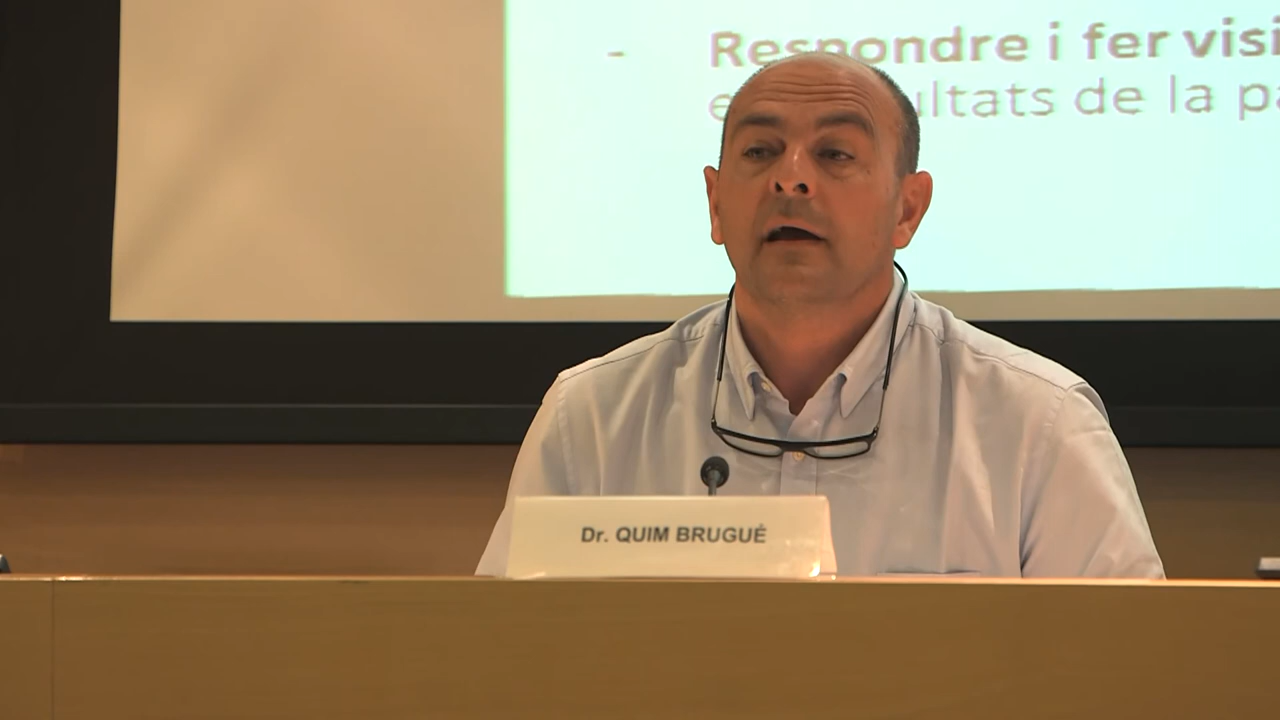 - Respondre i fer visi
ultats de la pa
Dr. QUIM BRUGUÉ